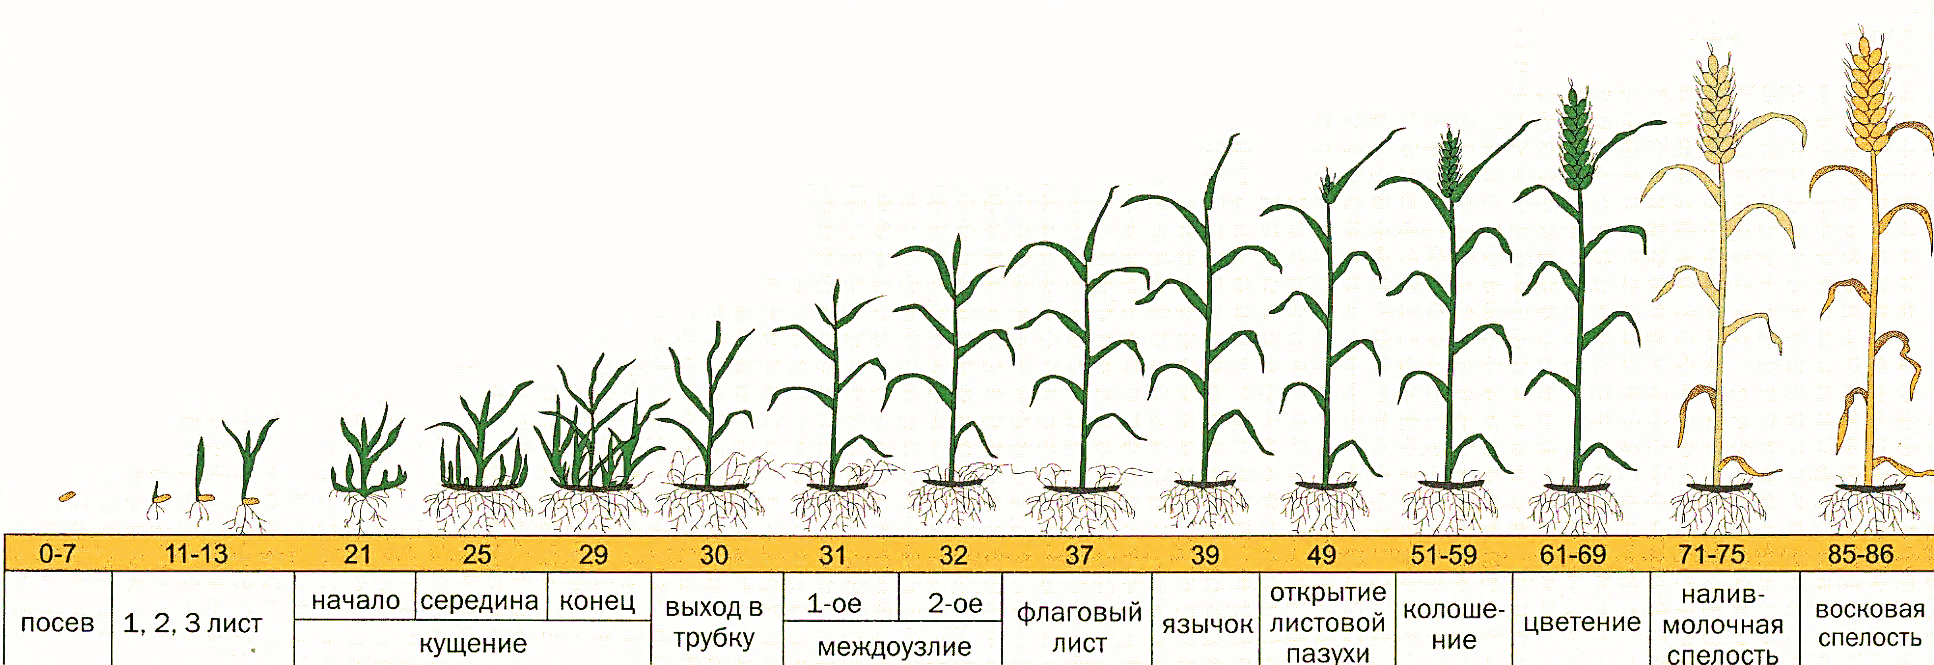 0-7 11-13 21 25 29 30 31 32 37 39 49 51-59 61-69 71-75 85-86
посев
1, 2, 3 лист
начало середина конец
кущение
выход в
трубку
1-ое 2-ое
междоузлие
флаговый
лист
язычок
открытие
листовой
пазухи
колоше-
ние
цветение
налив-
молочная
спелость
восковая
спелость